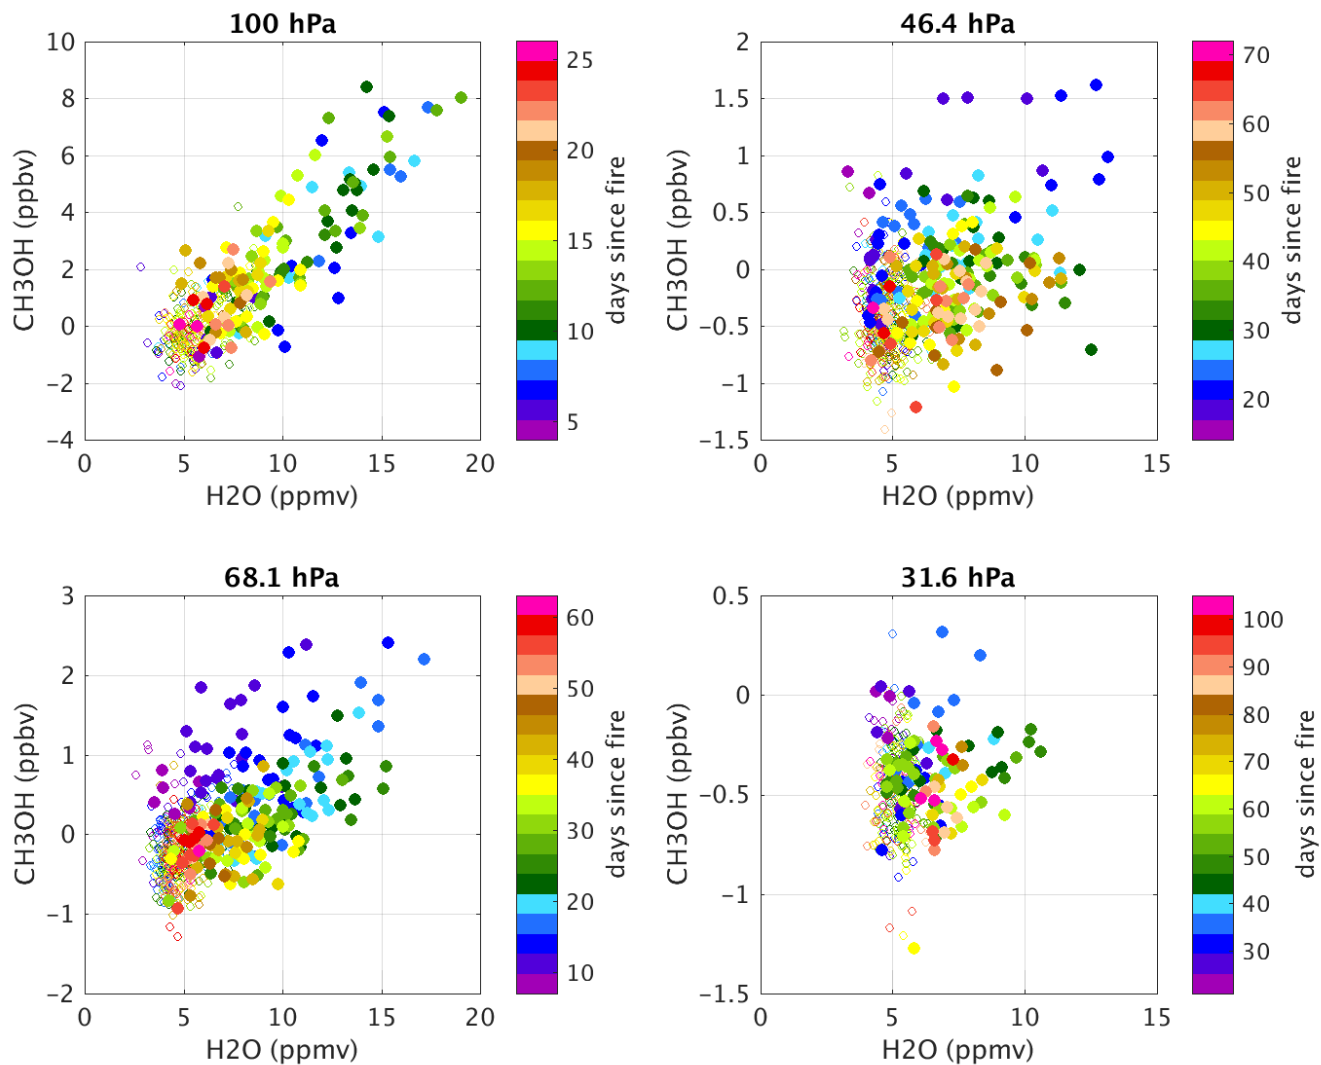 100 hPa
10
8
6
4
2
0
−2
−4
0 5 10 15 20
CH3OH (ppbv)
H2O (ppmv)
25
20
15
10
5
days since fire
46.4 hPa
2
1.5
1
0.5
0
−0.5
−1
−1.5
0 5 10 15
CH3OH (ppbv)
H2O (ppmv)
70
60
50
40
30
20
days since fire
68.1 hPa
3
2
1
0
−1
−2
0 5 10 15 20
CH3OH (ppbv)
H2O (ppmv)
60
50
40
30
20
10
days since fire
31.6 hPa
0.5
0
−0.5
−1
−1.5
0 5 10 15
CH3OH (ppbv)
H2O (ppmv)
100
90
80
70
60
50
40
30
days since fire